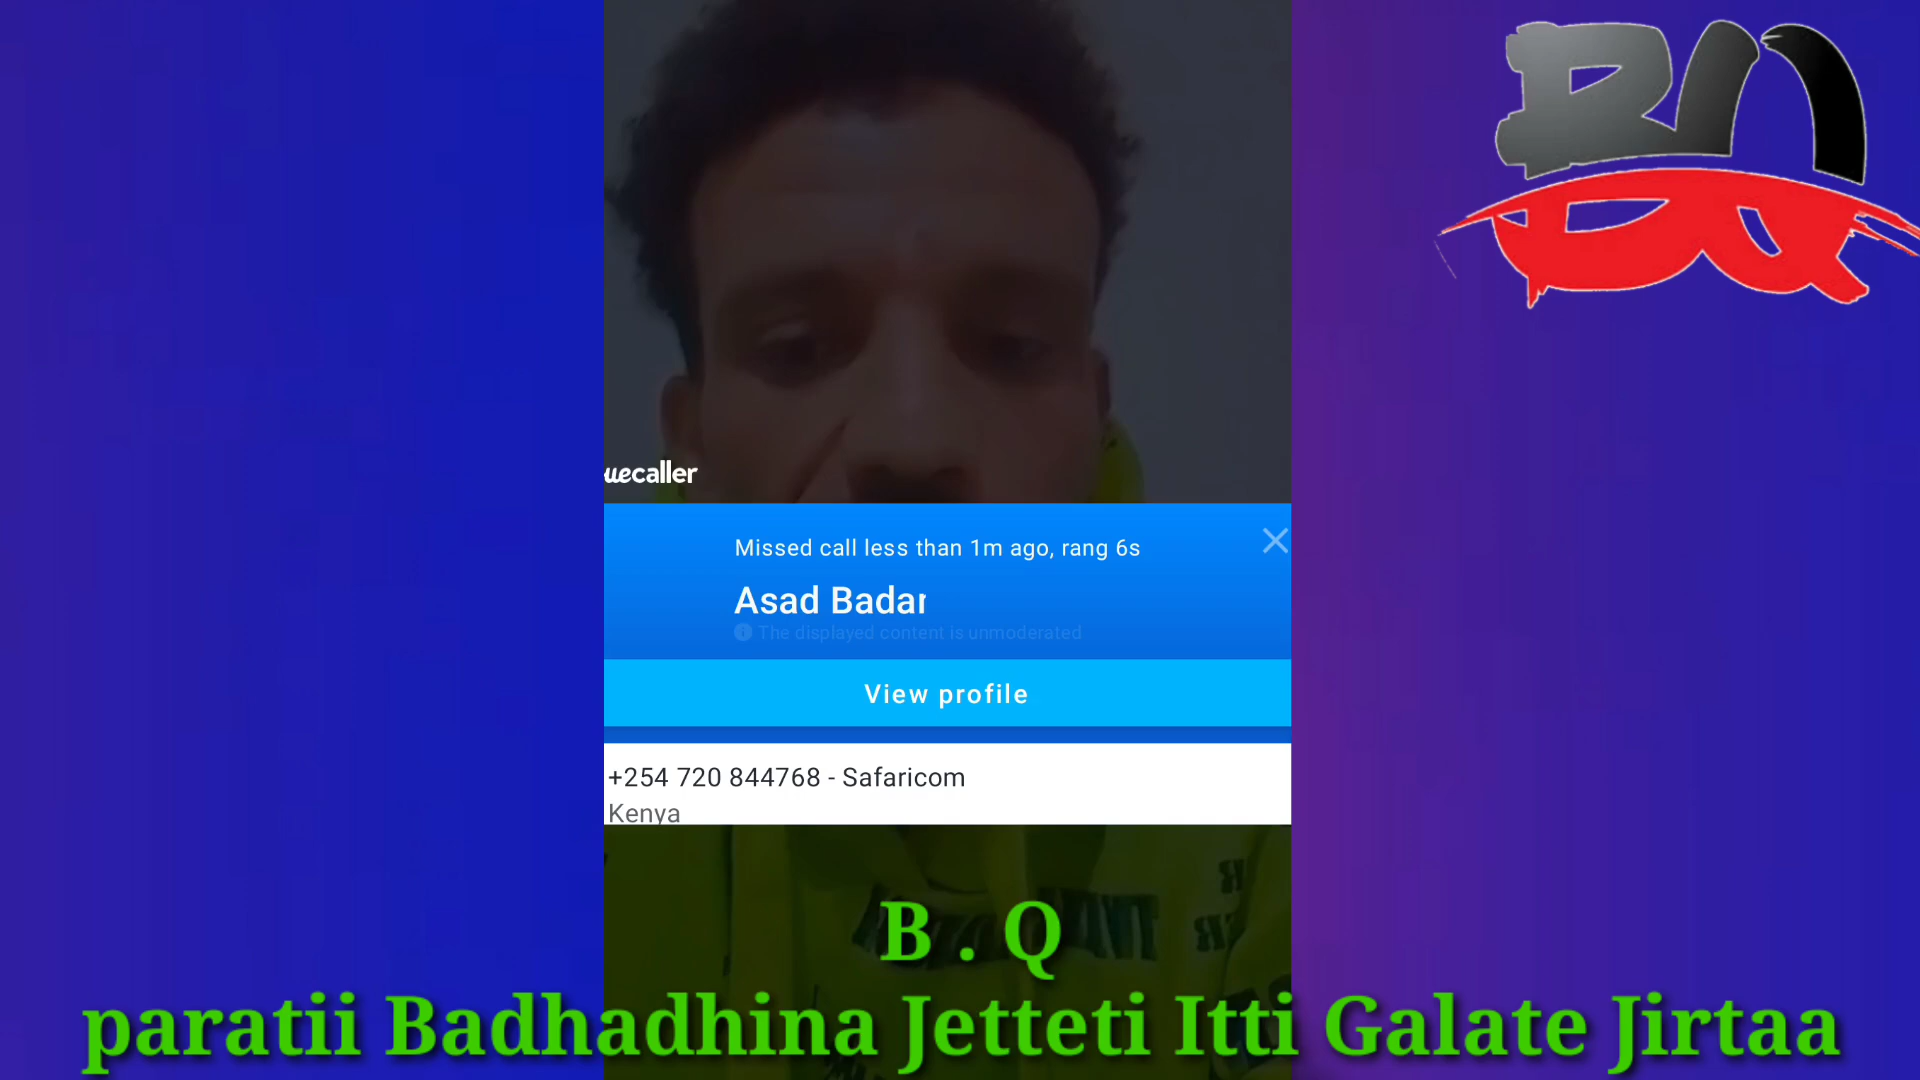 uecaller
Missed call less than 1m ago, rang 6s
Asad Badar
The displayed content is unmoderated
View profile
+254 720 844768 - Safaricom
Kenya
B . Q
paratii Badhadhina Jetteti Itti Galate Jirtaa